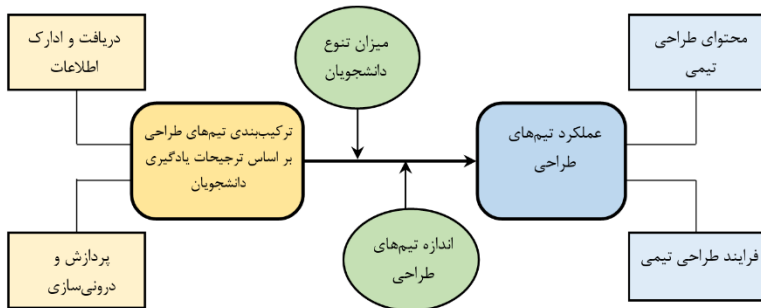 دریافت و ادارک
اطلاعات
میزان تنوع
دانشجویان
محتوای طراحی
تیمی
ترکیب‌بندی تیم‌های طراحی
بر اساس ترجیحات یادگیری
دانشجویان
عملکرد تیم‌های
طراحی
پردازش و
درونی‌سازی
اندازه تیم‌های
طراحی
فرایند طراحی تیمی